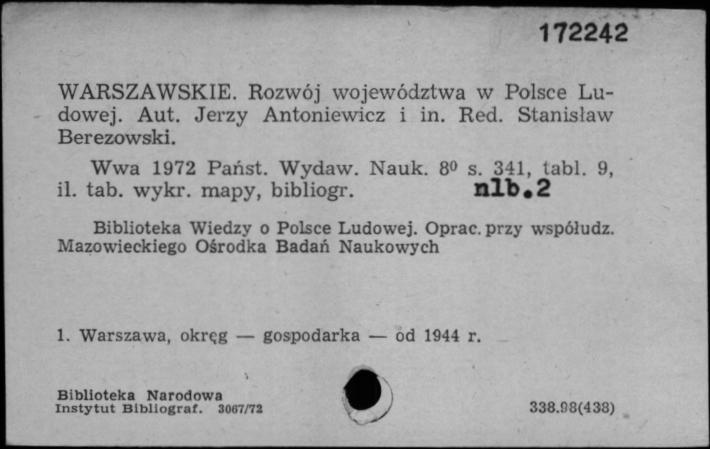 172242
WARSZAWSKIE. Rozwój województwa w Polsce Lu-
dowej. Aut. Jerzy Antoniewicz i in. Red. Stanisław
Berezowski.
Wwa 1972 Państ. Wydaw. Nauk. 8⁰ s. 341, tabl. 9,
il. tab. wykr. mapy, bibliogr. nlb.2
Biblioteka Wiedzy o Polsce Ludowej. Oprac. przy współudz.
Mazowieckiego Ośrodka Badań Naukowych
1. Warszawa, okręg — gospodarka — od 1944 r.
Biblioteka Narodowa
Instytut Bibliograf. 3067/72 338.98(438)